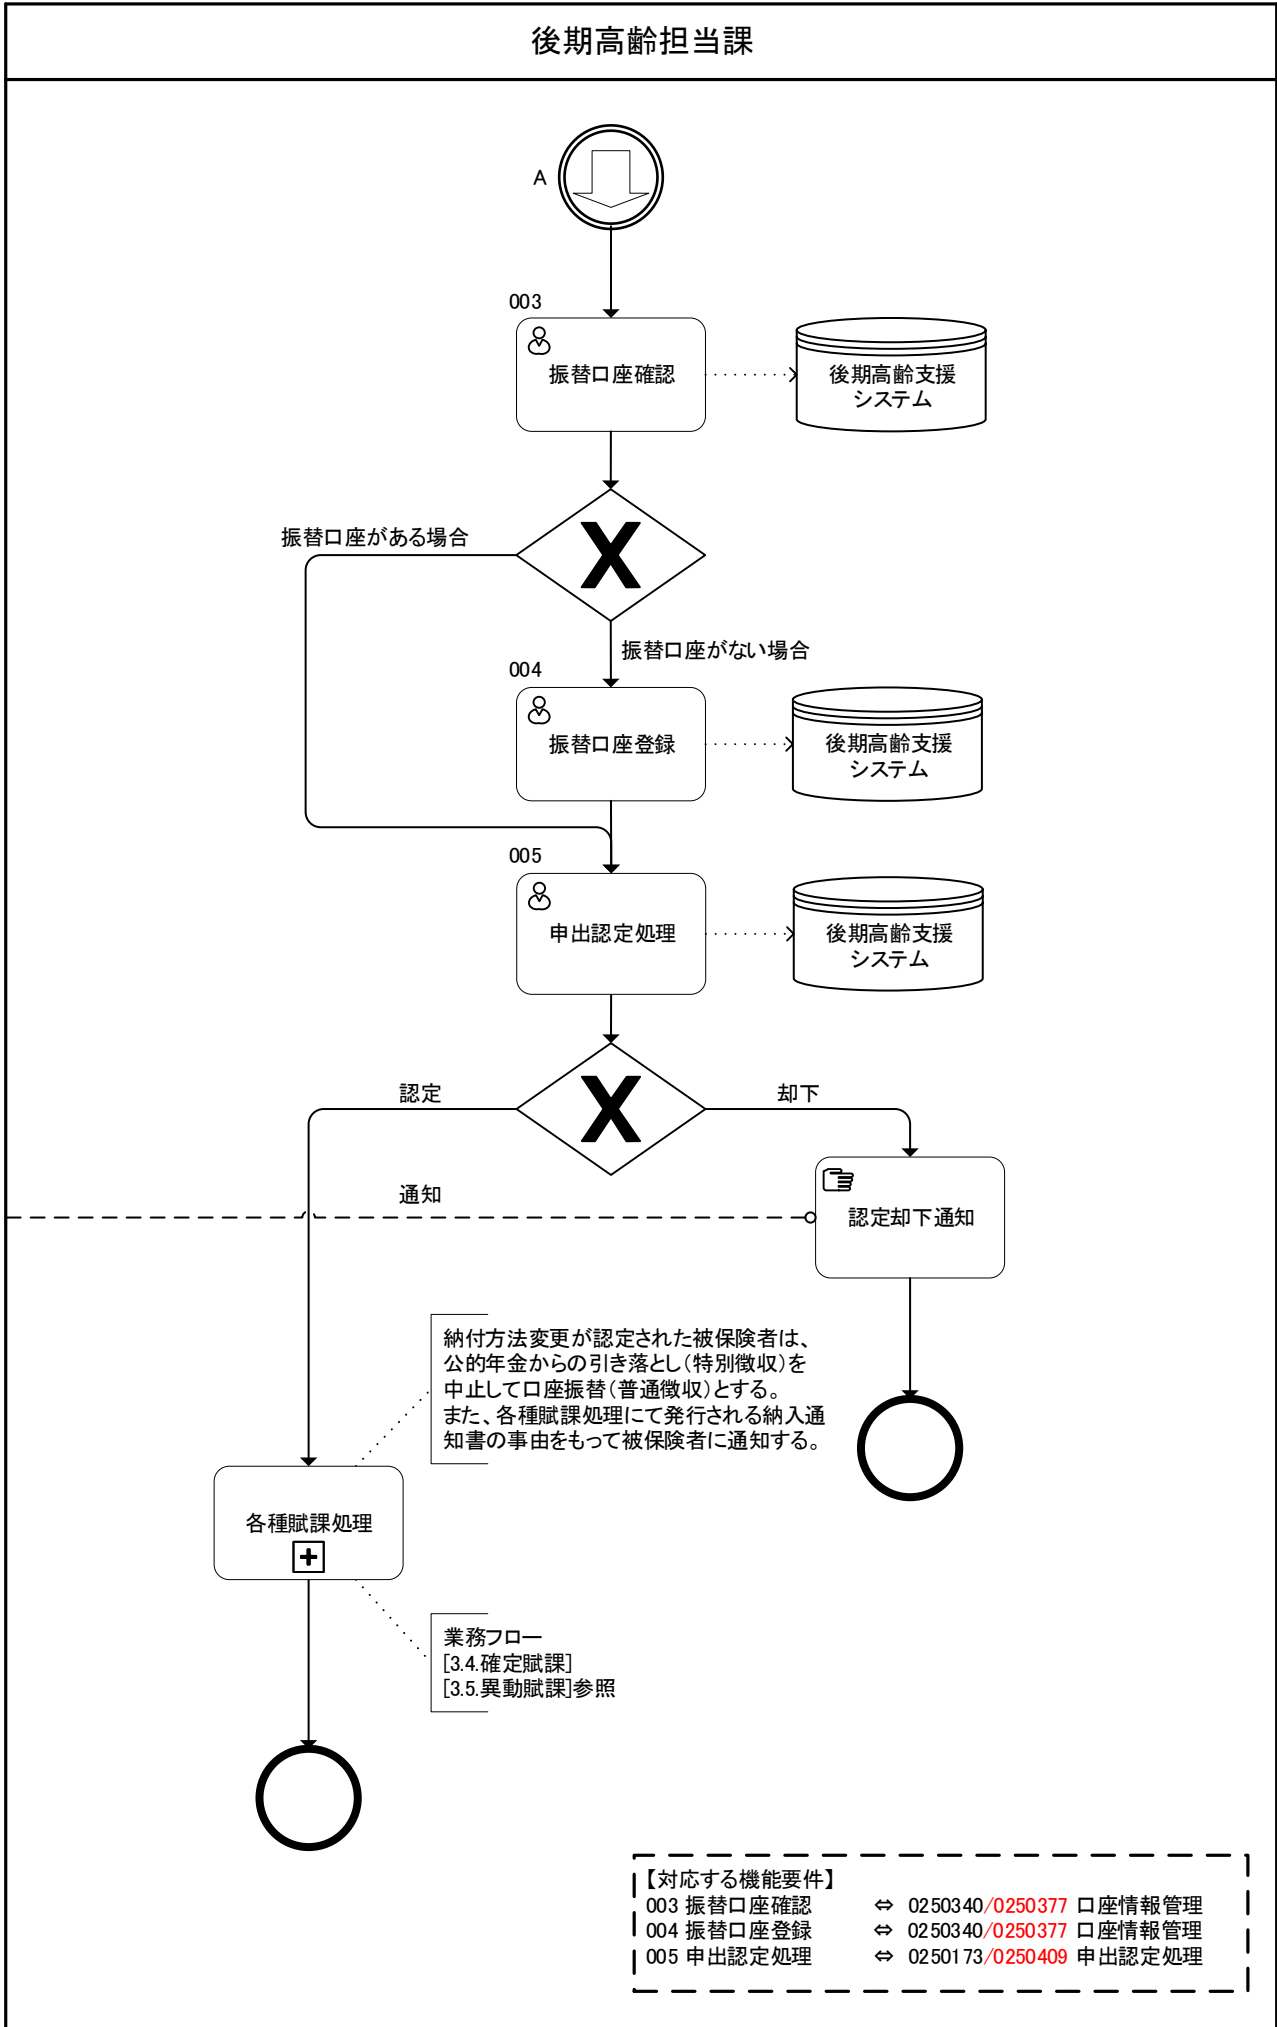 後期高齢担当課
A
003
振替口座確認
後期高齢支援
システム
振替口座がある場合
X
振替口座がない場合
004
振替口座登録
後期高齢支援
システム
005
申出認定処理
後期高齢支援
システム
認定
X
却下
通知
認定却下通知
納付方法変更が認定された被保険者は、
公的年金からの引き落とし(特別徴収)を
中止して口座振替(普通徴収)とする。
また、各種賦課処理にて発行される納入通
知書の事由をもって被保険者に通知する。
各種賦課処理
業務フロー
[3.4.確定賦課]
[3.5.異動賦課]参照
【対応する機能要件】
003 振替口座確認 ⇔ 0250340/0250377 口座情報管理
004 振替口座登録 ⇔ 0250340/0250377 口座情報管理
005 申出認定処理 ⇔ 0250173/0250409 申出認定処理